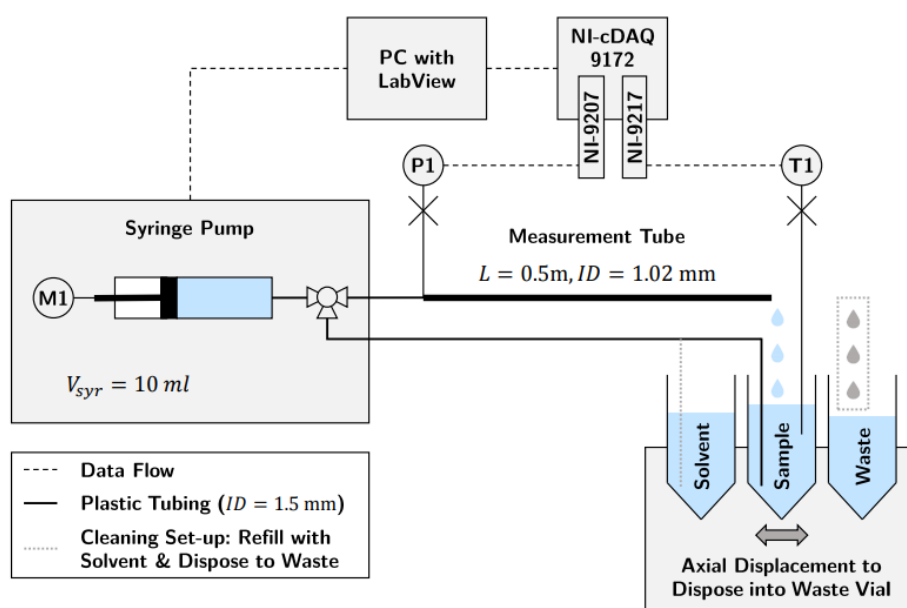 PC with
LabView
NI-cDAQ
9172
NI-9207
NI-9217
P1
T1
Syringe Pump
Measurement Tube
L = 0.5m, ID = 1.02 mm
M1
V_syr = 10 ml
Solvent
Sample
Waste
Data Flow
Plastic Tubing (ID = 1.5 mm)
Cleaning Set-up: Refill with
Solvent & Dispose to Waste
Axial Displacement to
Dispose into Waste Vial